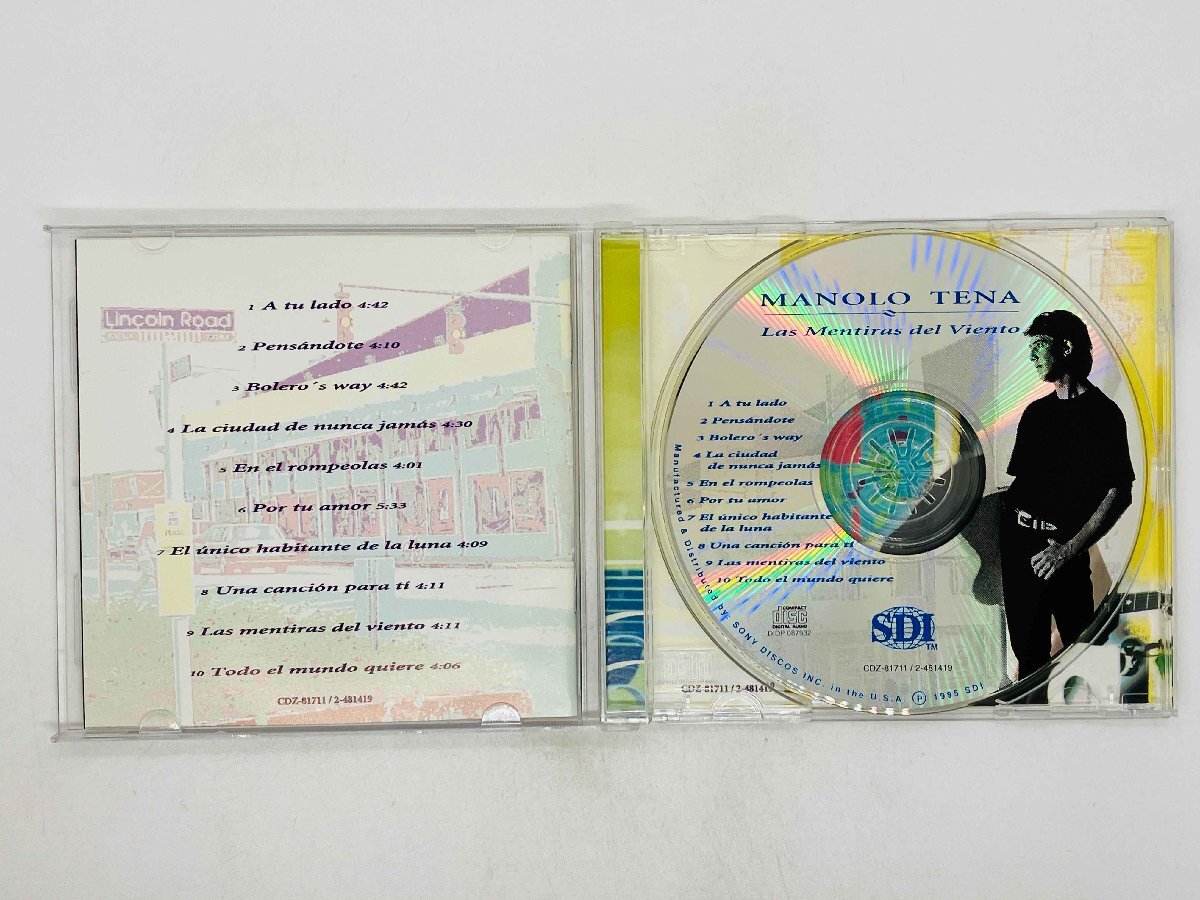 Lincoln Road
1 A tu lado 4:42
2 Pensándote 4:10
3 Bolero´s way 4:42
4 La ciudad de nunca jamás 4:30
5 En el rompeolas 4:01
6 Por tu amor 5:33
7 El único habitante de la luna 4:09
8 Una canción para tí 4:11
9 Las mentiras del viento 4:11
10 Todo el mundo quiere 4:06
CDZ-81711 / 2-481419
MANOLO TENA
Las Mentiras del Viento
1 A tu lado
2 Pensándote
3 Bolero´s way
4 La ciudad
de nunca jamás
5 En el rompeolas
6 Por tu amor
7 El único habitante
de la luna
8 Una canción para tí
9 Las mentiras del viento
10 Todo el mundo quiere
COMPACT
disc
DIGITAL AUDIO
D.I.DP 087932
SDI
TM
CDZ-81711 / 2-481419
Manufactured & Distributed by SONY DISCOS INC. in the U.S.A. ℗ 1995 SDI
CDZ-81711 / 2-481419